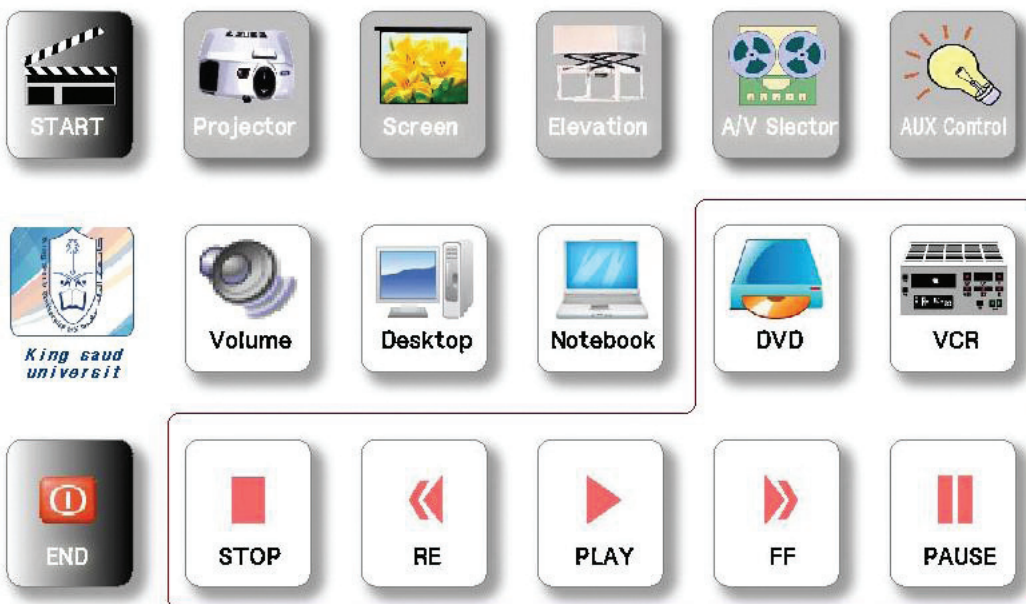 START
Projector
Screen
Elevation
A/V Slector
AUX Control
King saud
universit
Volume
Desktop
Notebook
DVD
VCR
END
STOP
RE
PLAY
FF
PAUSE